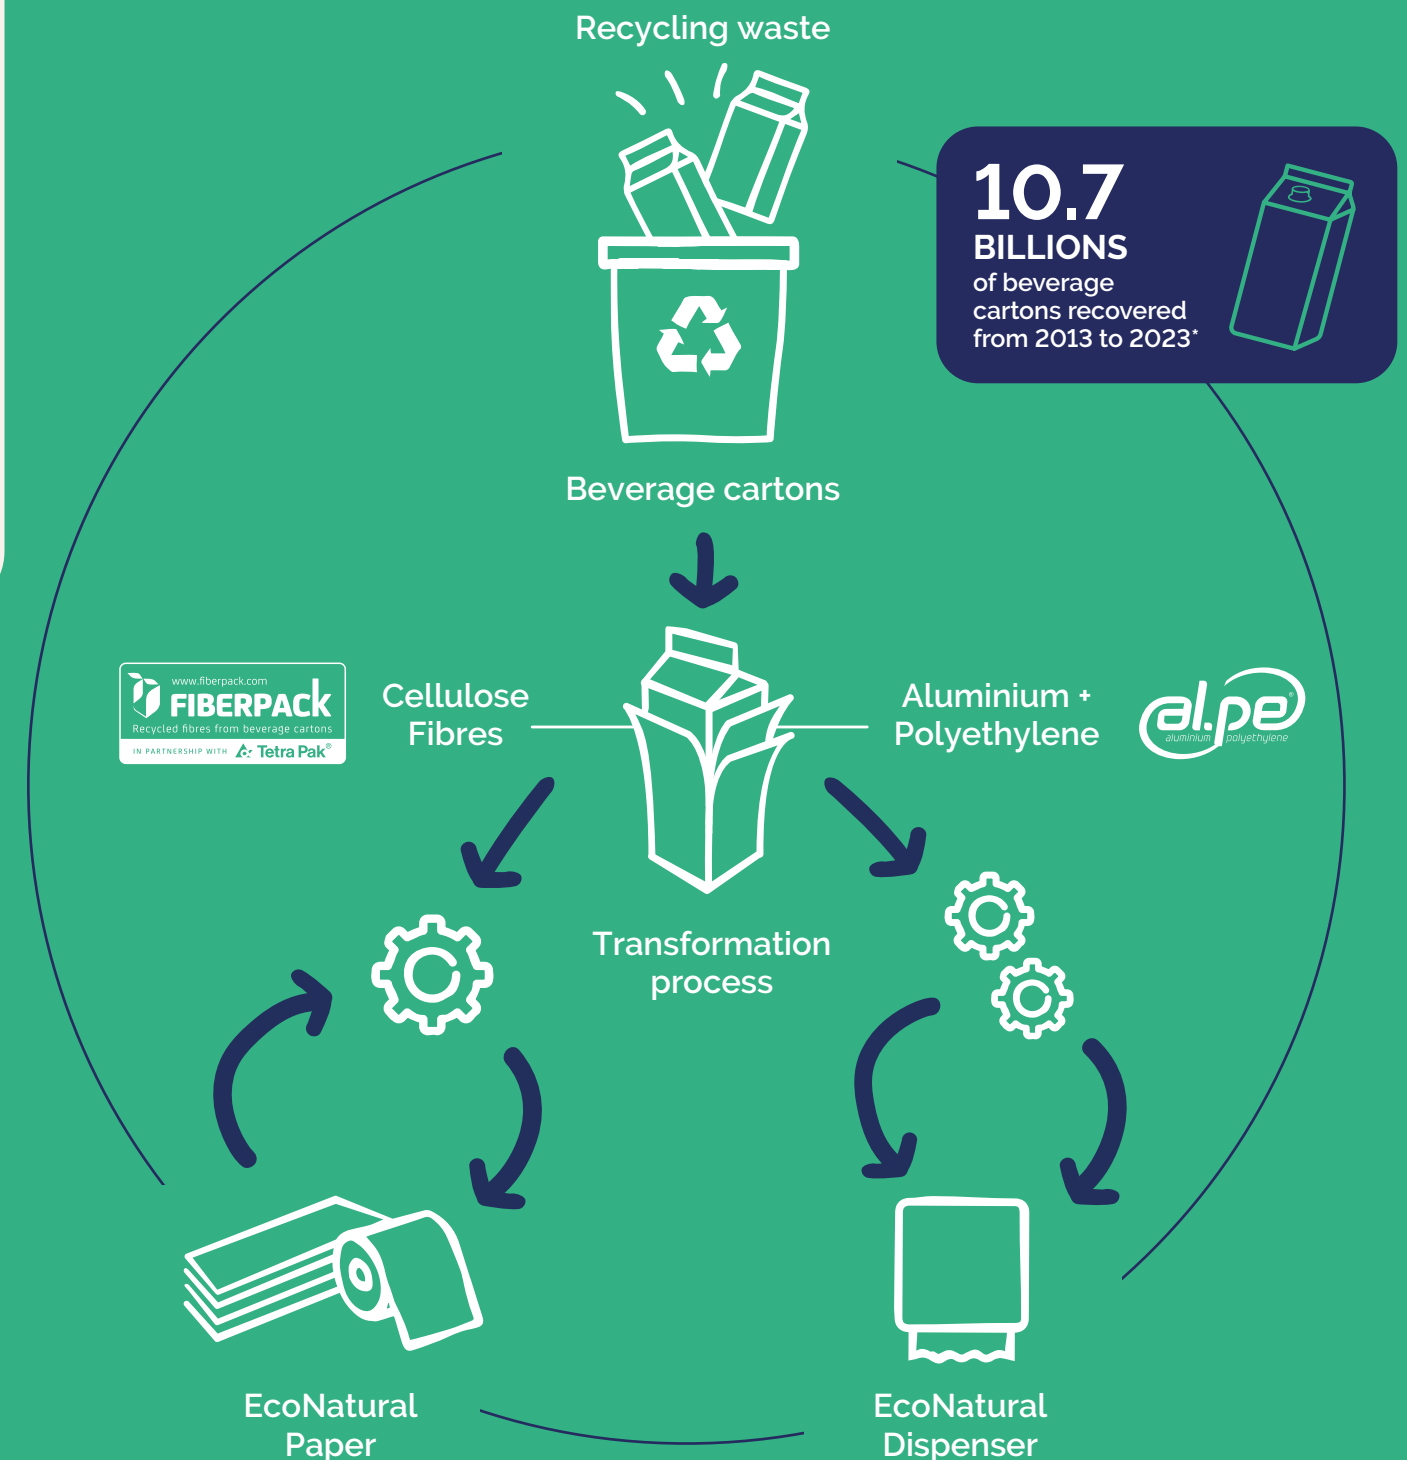 Recycling waste
10.7
BILLIONS
of beverage
cartons recovered
from 2013 to 2023*
Beverage cartons
www.fiberpack.com
FIBERPACK
Recycled fibres from beverage cartons
IN PARTNERSHIP WITH Tetra Pak®
Cellulose
Fibres
Aluminium +
Polyethylene
al.pe®
aluminium polyethylene
Transformation
process
EcoNatural
Paper
EcoNatural
Dispenser